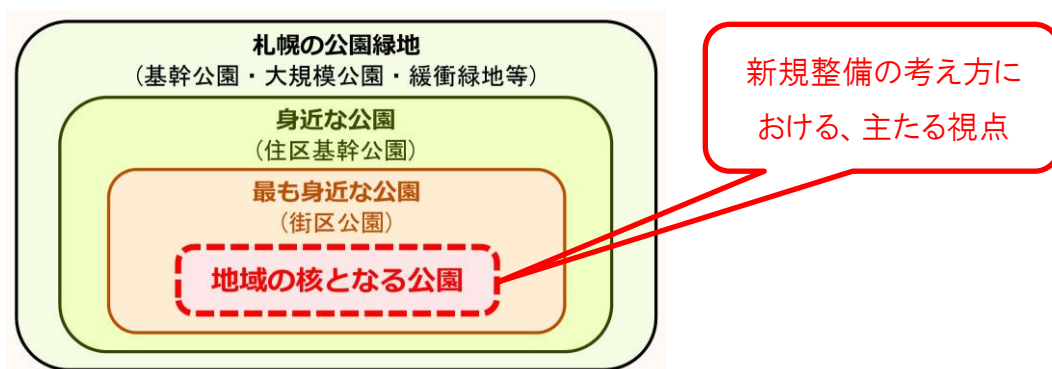 札幌の公園緑地
（基幹公園・大規模公園・緩衝緑地等）
身近な公園
（住区基幹公園）
最も身近な公園
（街区公園）
地域の核となる公園
新規整備の考え方に
おける、主たる視点